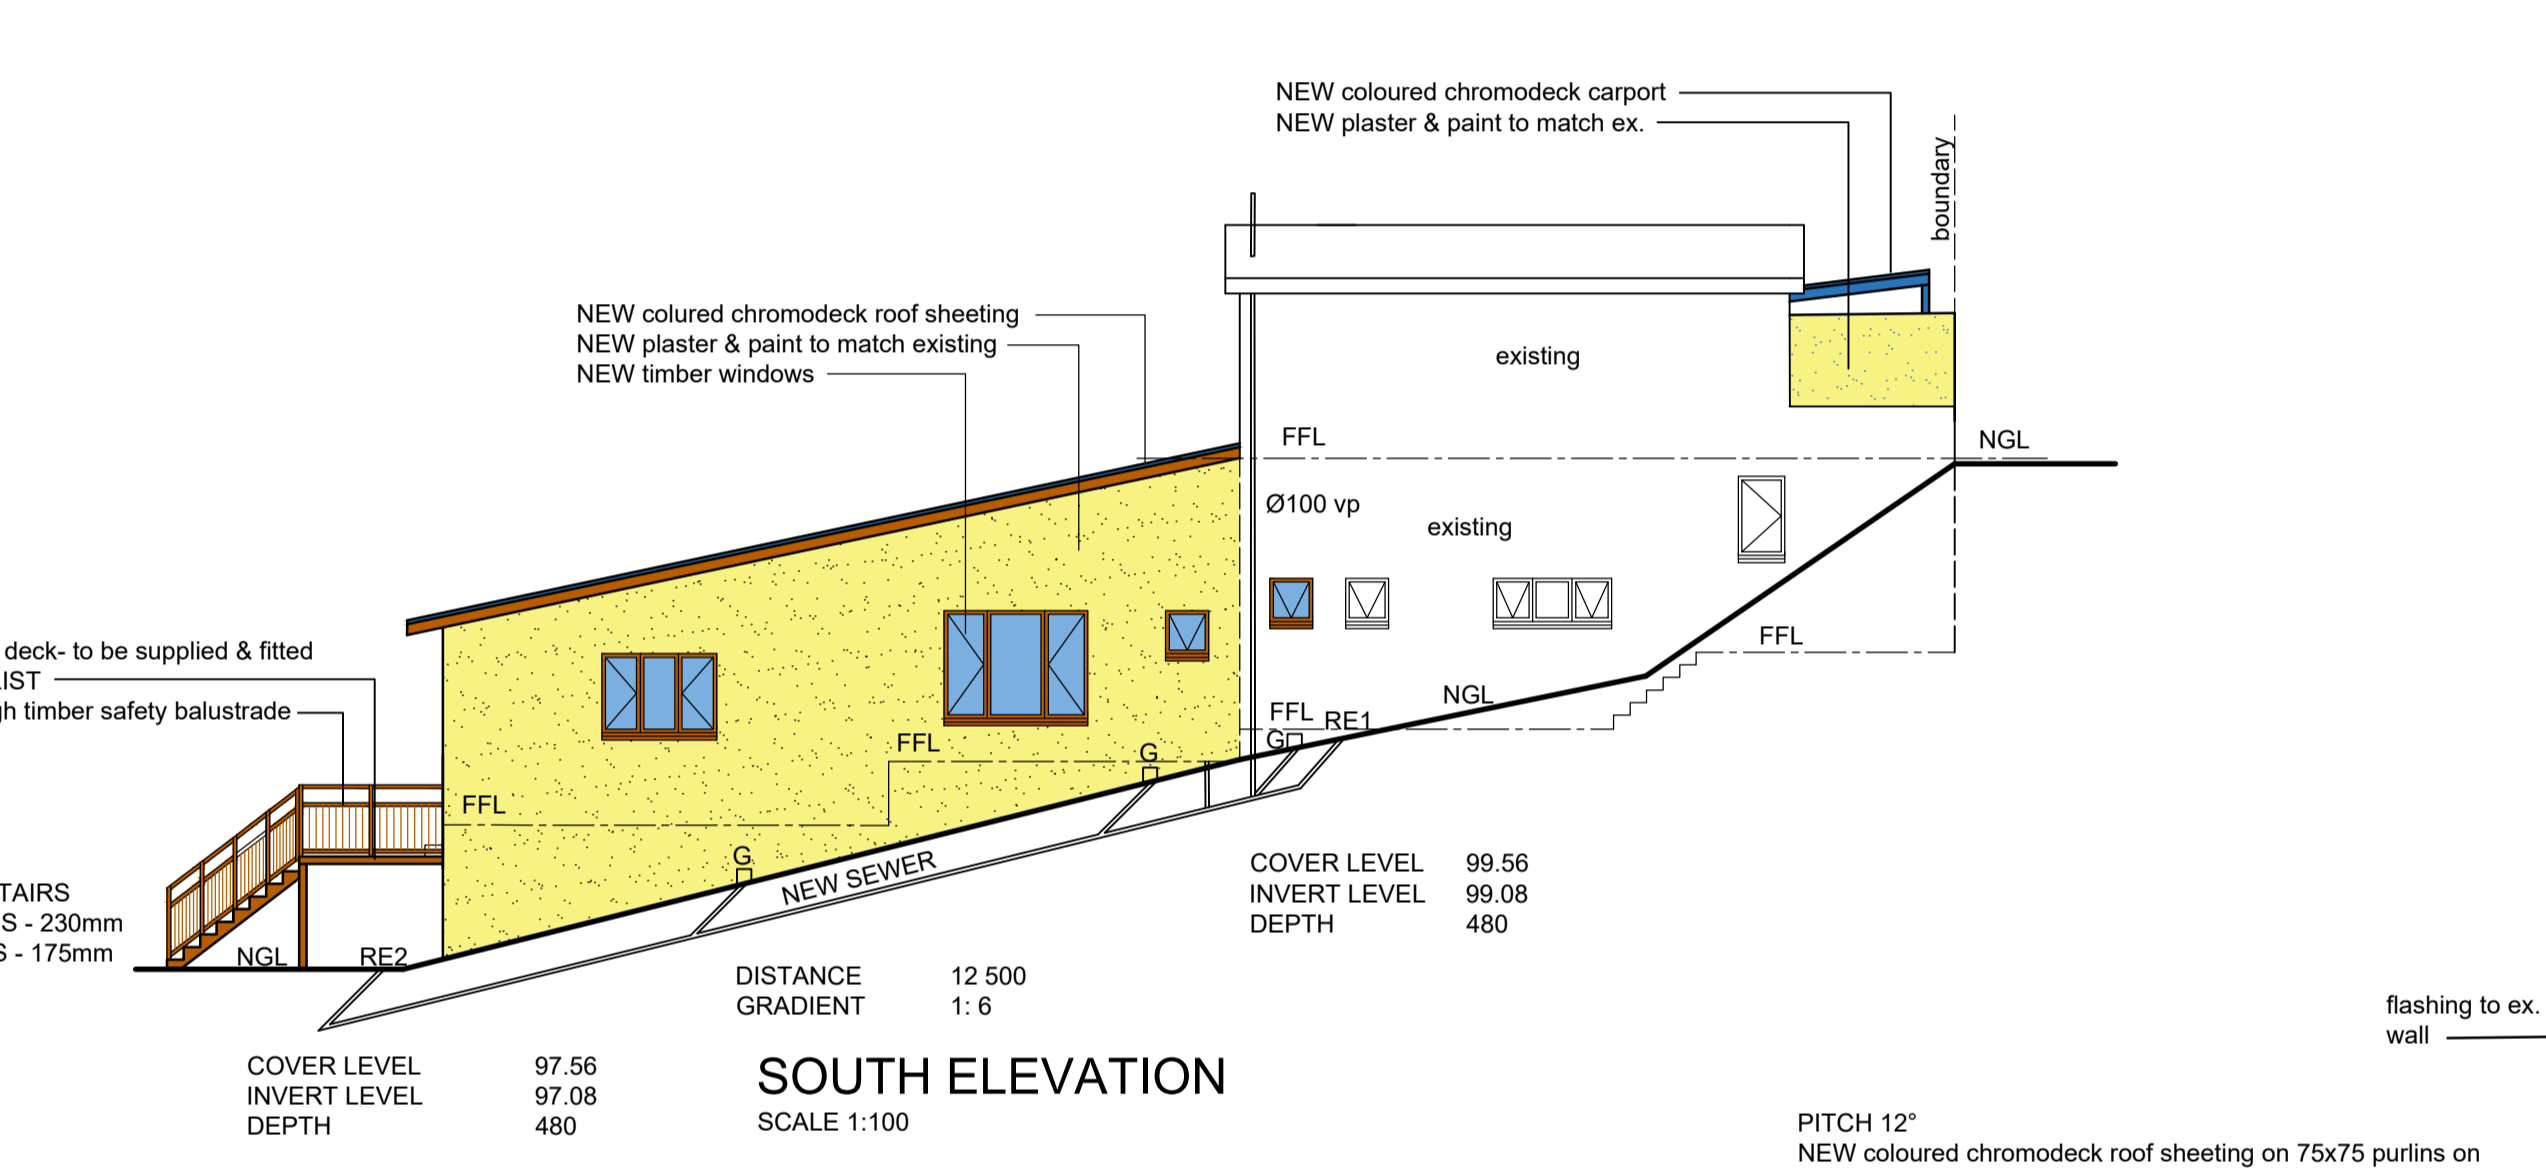 NEW coloured chromodeck carport
NEW plaster & paint to match ex.
boundary
NEW colured chromodeck roof sheeting
NEW plaster & paint to match existing
NEW timber windows
existing
FFL
NGL
Ø100 vp
existing
deck- to be supplied & fitted
IST
h timber safety balustrade
FFL
NGL
FFL
RE1
G
FFL
G
FFL
G
NEW SEWER
TAIRS
S - 230mm
S - 175mm
NGL
RE2
COVER LEVEL 99.56
INVERT LEVEL 99.08
DEPTH 480
DISTANCE 12 500
GRADIENT 1: 6
flashing to ex.
wall
COVER LEVEL 97.56
INVERT LEVEL 97.08
DEPTH 480
SOUTH ELEVATION
SCALE 1:100
PITCH 12°
NEW coloured chromodeck roof sheeting on 75x75 purlins on